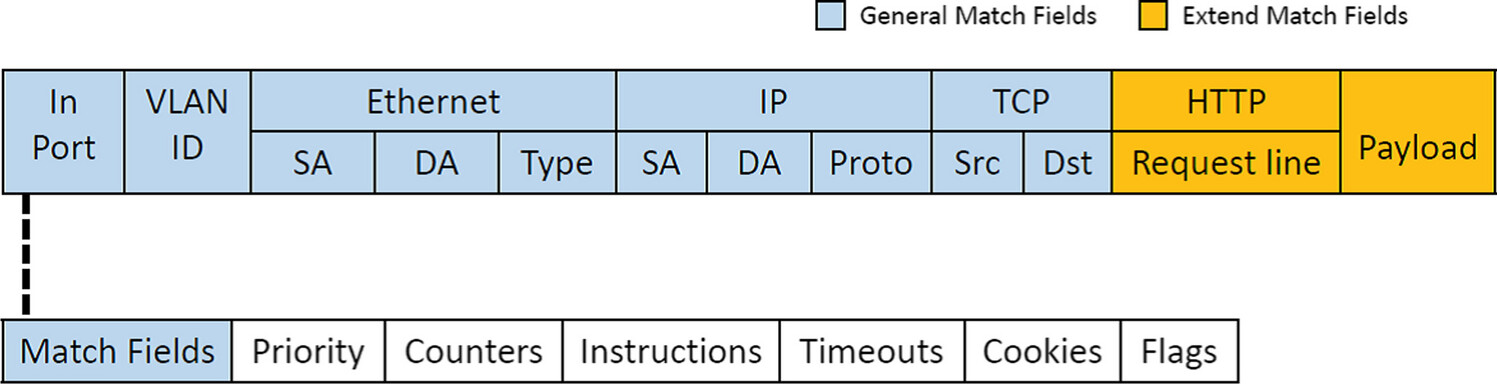 General Match Fields Extend Match Fields
In Port VLAN ID Ethernet IP TCP HTTP Payload
SA DA Type SA DA Proto Src Dst Request line
Match Fields Priority Counters Instructions Timeouts Cookies Flags